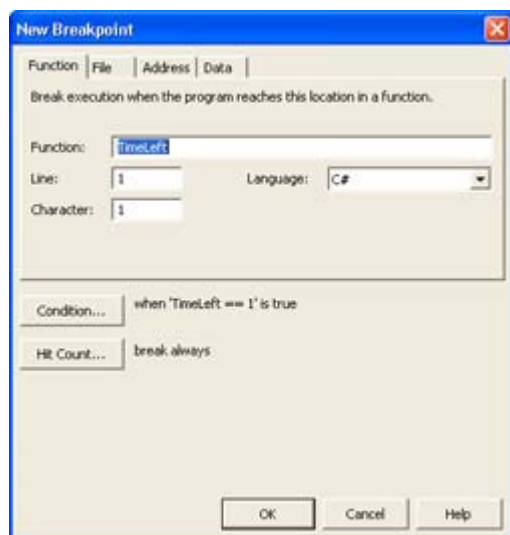 New Breakpoint
Function File Address Data
Break execution when the program reaches this location in a function.
Function: TimeLeft
Line: 1 Language: C#
Character: 1
Condition... when 'TimeLeft == 1' is true
Hit Count... break always
OK Cancel Help